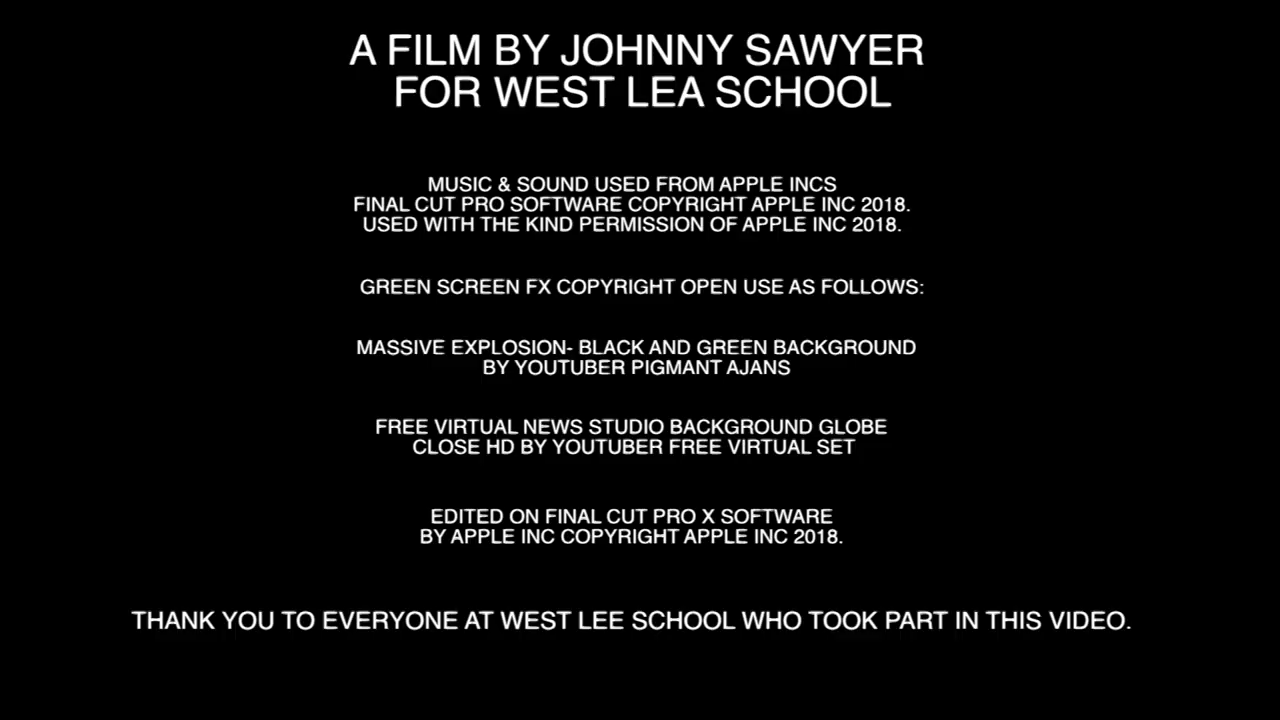 A FILM BY JOHNNY SAWYER
FOR WEST LEA SCHOOL
MUSIC & SOUND USED FROM APPLE INCS
FINAL CUT PRO SOFTWARE COPYRIGHT APPLE INC 2018.
USED WITH THE KIND PERMISSION OF APPLE INC 2018.
GREEN SCREEN FX COPYRIGHT OPEN USE AS FOLLOWS:
MASSIVE EXPLOSION- BLACK AND GREEN BACKGROUND
BY YOUTUBER PIGMANT AJANS
FREE VIRTUAL NEWS STUDIO BACKGROUND GLOBE
CLOSE HD BY YOUTUBER FREE VIRTUAL SET
EDITED ON FINAL CUT PRO X SOFTWARE
BY APPLE INC COPYRIGHT APPLE INC 2018.
THANK YOU TO EVERYONE AT WEST LEE SCHOOL WHO TOOK PART IN THIS VIDEO.